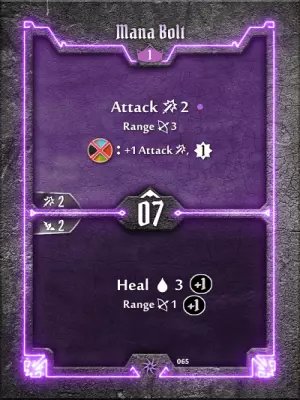 Mana Bolt
1
Attack 2
Range 3
: +1 Attack , 1
2
07
2
Heal 3 +1
Range 1 +1
065